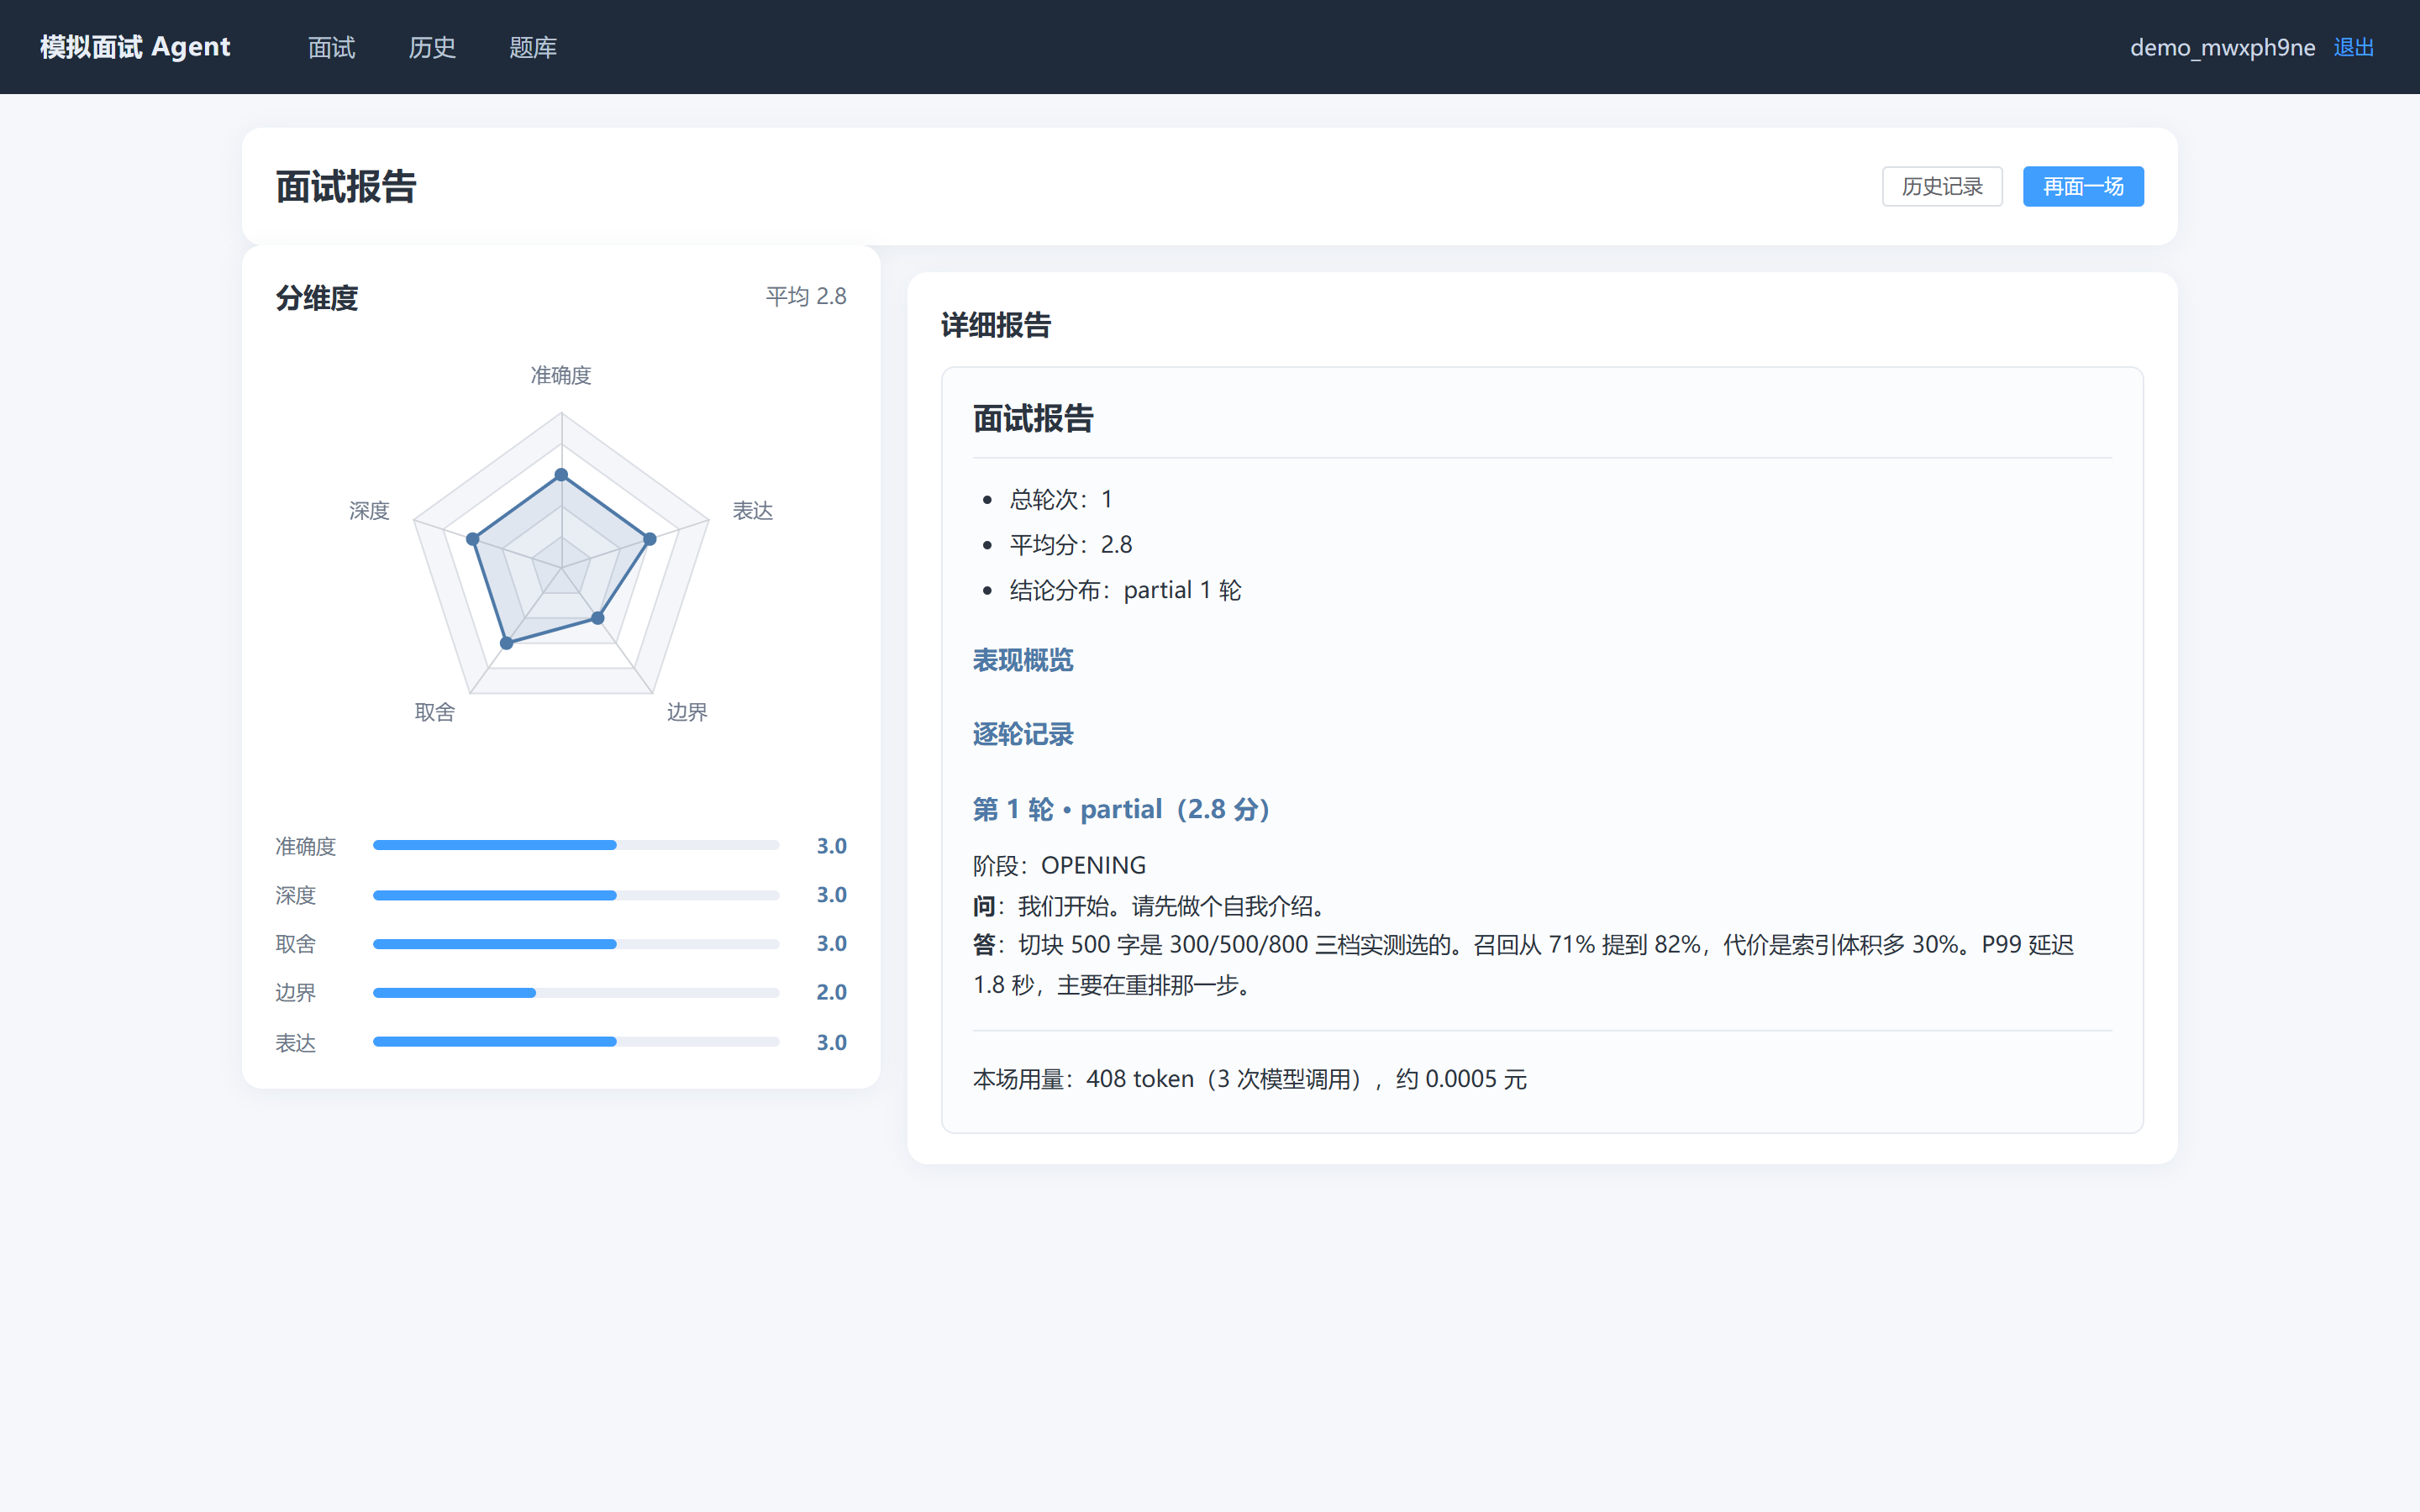 模拟面试 Agent
面试
历史
题库
demo_mwxph9ne
退出
面试报告
历史记录
再面一场
分维度
平均 2.8
准确度
深度
表达
取舍
边界
准确度
3.0
深度
3.0
取舍
3.0
边界
2.0
表达
3.0
详细报告
面试报告
总轮次：1
平均分：2.8
结论分布：partial 1 轮
表现概览
逐轮记录
第 1 轮 · partial（2.8 分）
阶段：OPENING
问：我们开始。请先做个自我介绍。
答：切块 500 字是 300/500/800 三档实测选的。召回从 71% 提到 82%，代价是索引体积多 30%。P99 延迟
1.8 秒，主要在重排那一步。
本场用量：408 token（3 次模型调用），约 0.0005 元